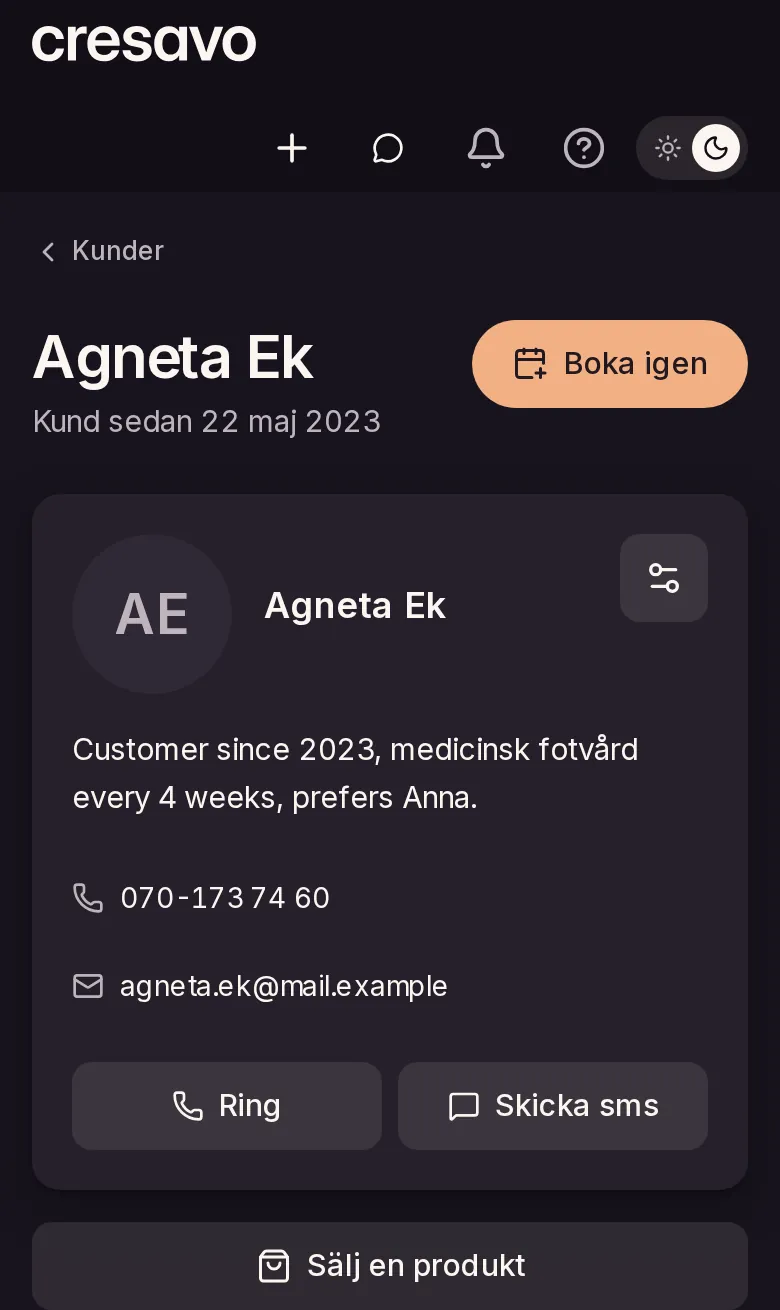 cresavo
Kunder
Agneta Ek
Boka igen
Kund sedan 22 maj 2023
AE
Agneta Ek
Customer since 2023, medicinsk fotvård
every 4 weeks, prefers Anna.
070-173 74 60
agneta.ek@mail.example
Ring
Skicka sms
Sälj en produkt